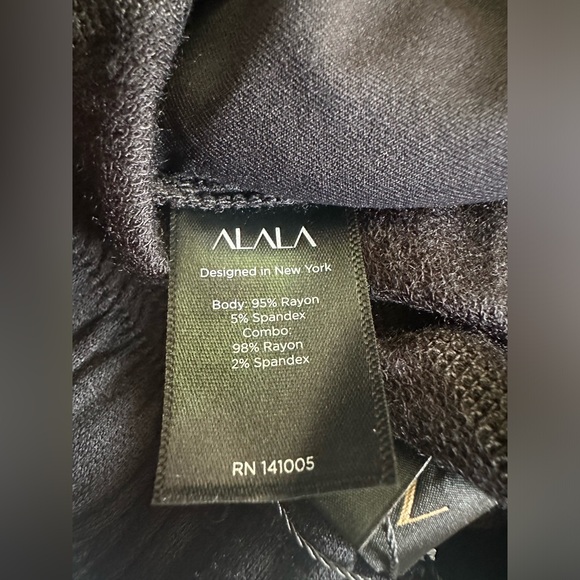 ALALA
Designed in New York
Body: 95% Rayon
5% Spandex
Combo:
98% Rayon
2% Spandex
RN 141005